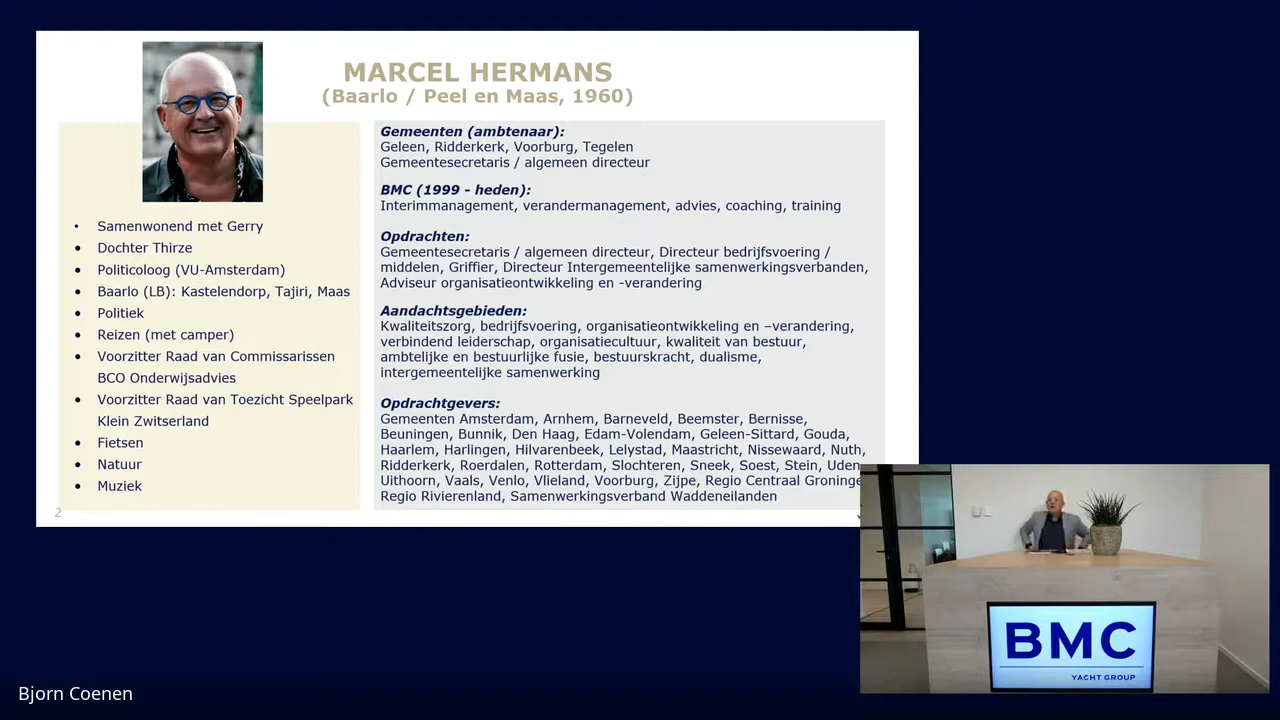 MARCEL HERMANS
(Baarlo / Peel en Maas, 1960)
• Samenwonend met Gerry
• Dochter Thirze
• Politicoloog (VU-Amsterdam)
• Baarlo (LB): Kastelendorp, Tajiri, Maas
• Politiek
• Reizen (met camper)
• Voorzitter Raad van Commissarissen
BCO Onderwijsadvies
• Voorzitter Raad van Toezicht Speelpark
Klein Zwitserland
• Fietsen
• Natuur
• Muziek
2
Gemeenten (ambtenaar):
Geleen, Ridderkerk, Voorburg, Tegelen
Gemeentesecretaris / algemeen directeur
BMC (1999 - heden):
Interimmanagement, verandermanagement, advies, coaching, training
Opdrachten:
Gemeentesecretaris / algemeen directeur, Directeur bedrijfsvoering /
middelen, Griffier, Directeur Intergemeentelijke samenwerkingsverbanden,
Adviseur organisatieontwikkeling en -verandering
Aandachtsgebieden:
Kwaliteitszorg, bedrijfsvoering, organisatieontwikkeling en –verandering,
verbindend leiderschap, organisatiecultuur, kwaliteit van bestuur,
ambtelijke en bestuurlijke fusie, bestuurskracht, dualisme,
intergemeentelijke samenwerking
Opdrachtgevers:
Gemeenten Amsterdam, Arnhem, Barneveld, Beemster, Bernisse,
Beuningen, Bunnik, Den Haag, Edam-Volendam, Geleen-Sittard, Gouda,
Haarlem, Harlingen, Hilvarenbeek, Lelystad, Maastricht, Nissewaard, Nuth,
Ridderkerk, Roerdalen, Rotterdam, Slochteren, Sneek, Soest, Stein, Uden
Uithoorn, Vaals, Venlo, Vlieland, Voorburg, Zijpe, Regio Centraal Groninge
Regio Rivierenland, Samenwerkingsverband Waddeneilanden
BMC
YACHT GROUP
Bjorn Coenen